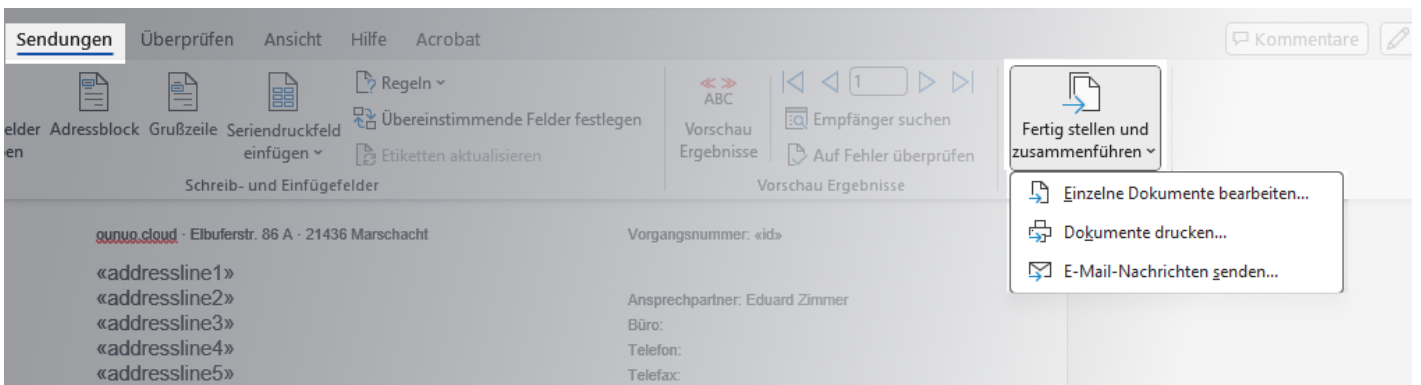 Sendungen Überprüfen Ansicht Hilfe Acrobat Kommentare
Regeln
ABC
1
elder Adressblock Grußzeile Seriendruckfeld Übereinstimmende Felder festlegen Vorschau Empfänger suchen Fertig stellen und
en einfügen Etiketten aktualisieren Ergebnisse Auf Fehler überprüfen zusammenführen
Schreib- und Einfügefelder Vorschau Ergebnisse
Einzelne Dokumente bearbeiten...
Dokumente drucken...
E-Mail-Nachrichten senden...
qunuo.cloud · Elbuferstr. 86 A · 21436 Marschacht Vorgangsnummer: «id»
«addressline1»
«addressline2» Ansprechpartner: Eduard Zimmer
«addressline3» Büro:
«addressline4» Telefon:
«addressline5» Telefax: